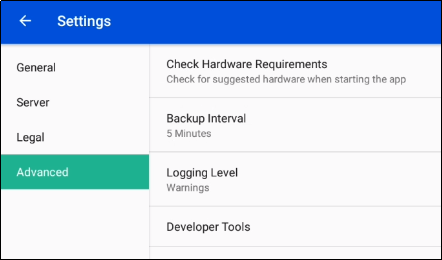 Settings
General
Server
Legal
Advanced
Check Hardware Requirements
Check for suggested hardware when starting the app
Backup Interval
5 Minutes
Logging Level
Warnings
Developer Tools